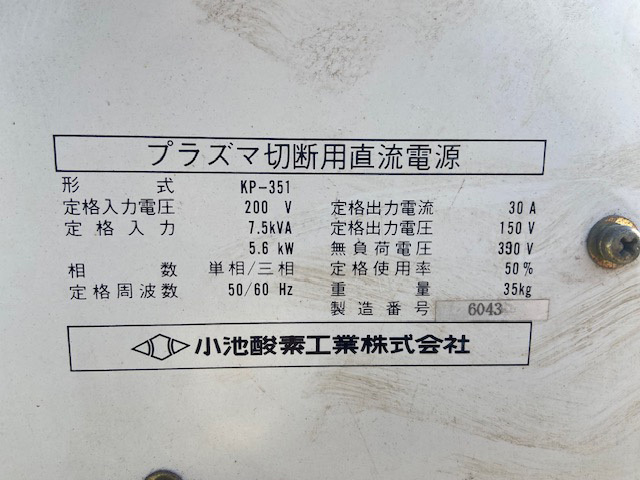 プラズマ切断用直流電源
形式 KP-351
定格入力電圧 200 V
定格入力 7.5kVA
5.6 kW
相数 単相/三相
定格周波数 50/60 Hz
定格出力電流 30 A
定格出力電圧 150 V
無負荷電圧 390 V
定格使用率 50%
重量 35kg
製造番号 6043
小池酸素工業株式会社